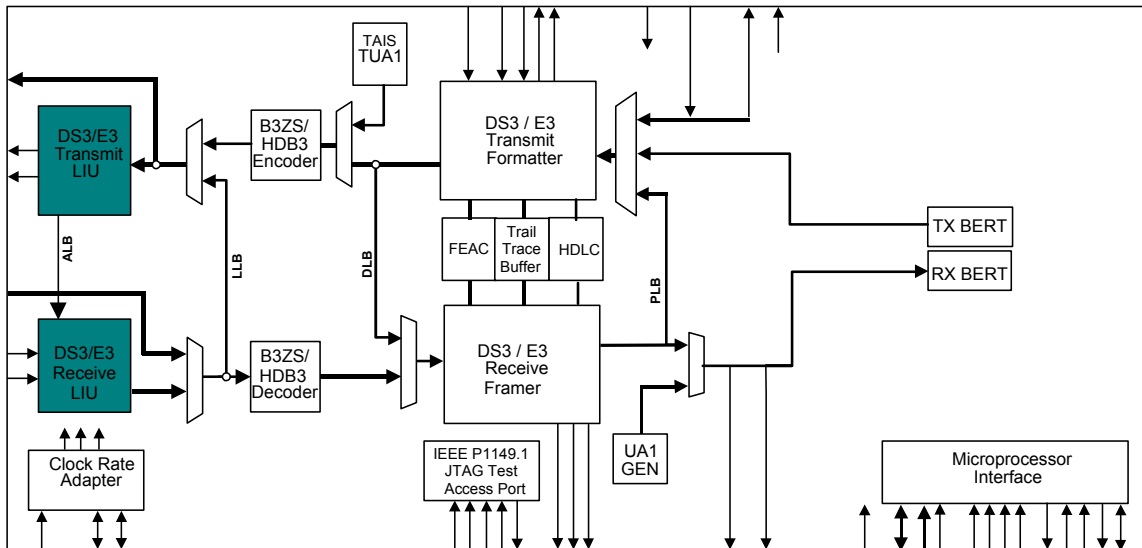 TAIS
TUA1
DS3/E3
Transmit
LIU
B3ZS/
HDB3
Encoder
DS3 / E3
Transmit
Formatter
ALB
LLB
DLB
FEAC
Trail
Trace
Buffer
HDLC
PLB
TX BERT
RX BERT
DS3/E3
Receive
LIU
B3ZS/
HDB3
Decoder
DS3 / E3
Receive
Framer
Clock Rate
Adapter
IEEE P1149.1
JTAG Test
Access Port
UA1
GEN
Microprocessor
Interface